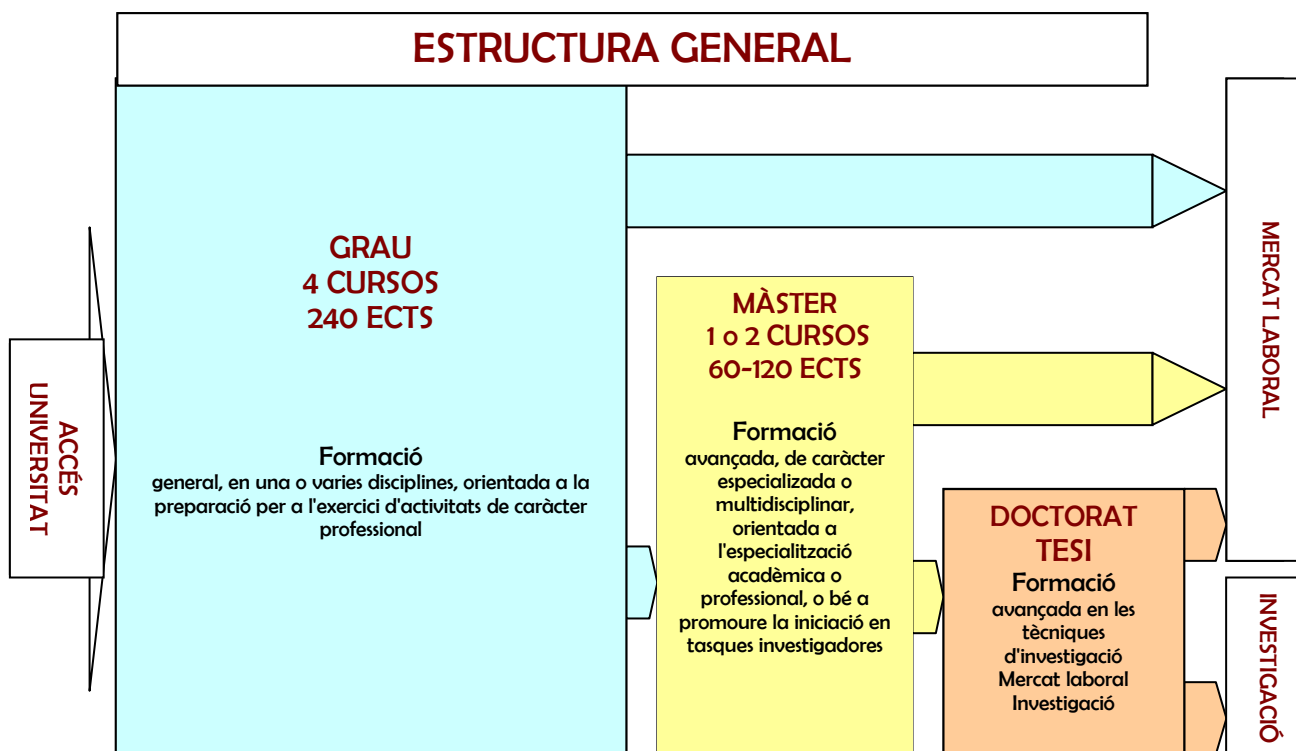 ESTRUCTURA GENERAL
ACCÉS
UNIVERSITAT
GRAU
4 CURSOS
240 ECTS
Formació
general, en una o varies disciplines, orientada a la
preparació per a l'exercici d'activitats de caràcter
professional
MÀSTER
1 o 2 CURSOS
60-120 ECTS
Formació
avançada, de caràcter
especializada o
multidisciplinar,
orientada a
l'especialització
acadèmica o
professional, o bé a
promoure la iniciació en
tasques investigadores
DOCTORAT
TESI
Formació
avançada en les
tècniques
d'investigació
Mercat laboral
Investigació
MERCAT LABORAL
INVESTIGACIÓ